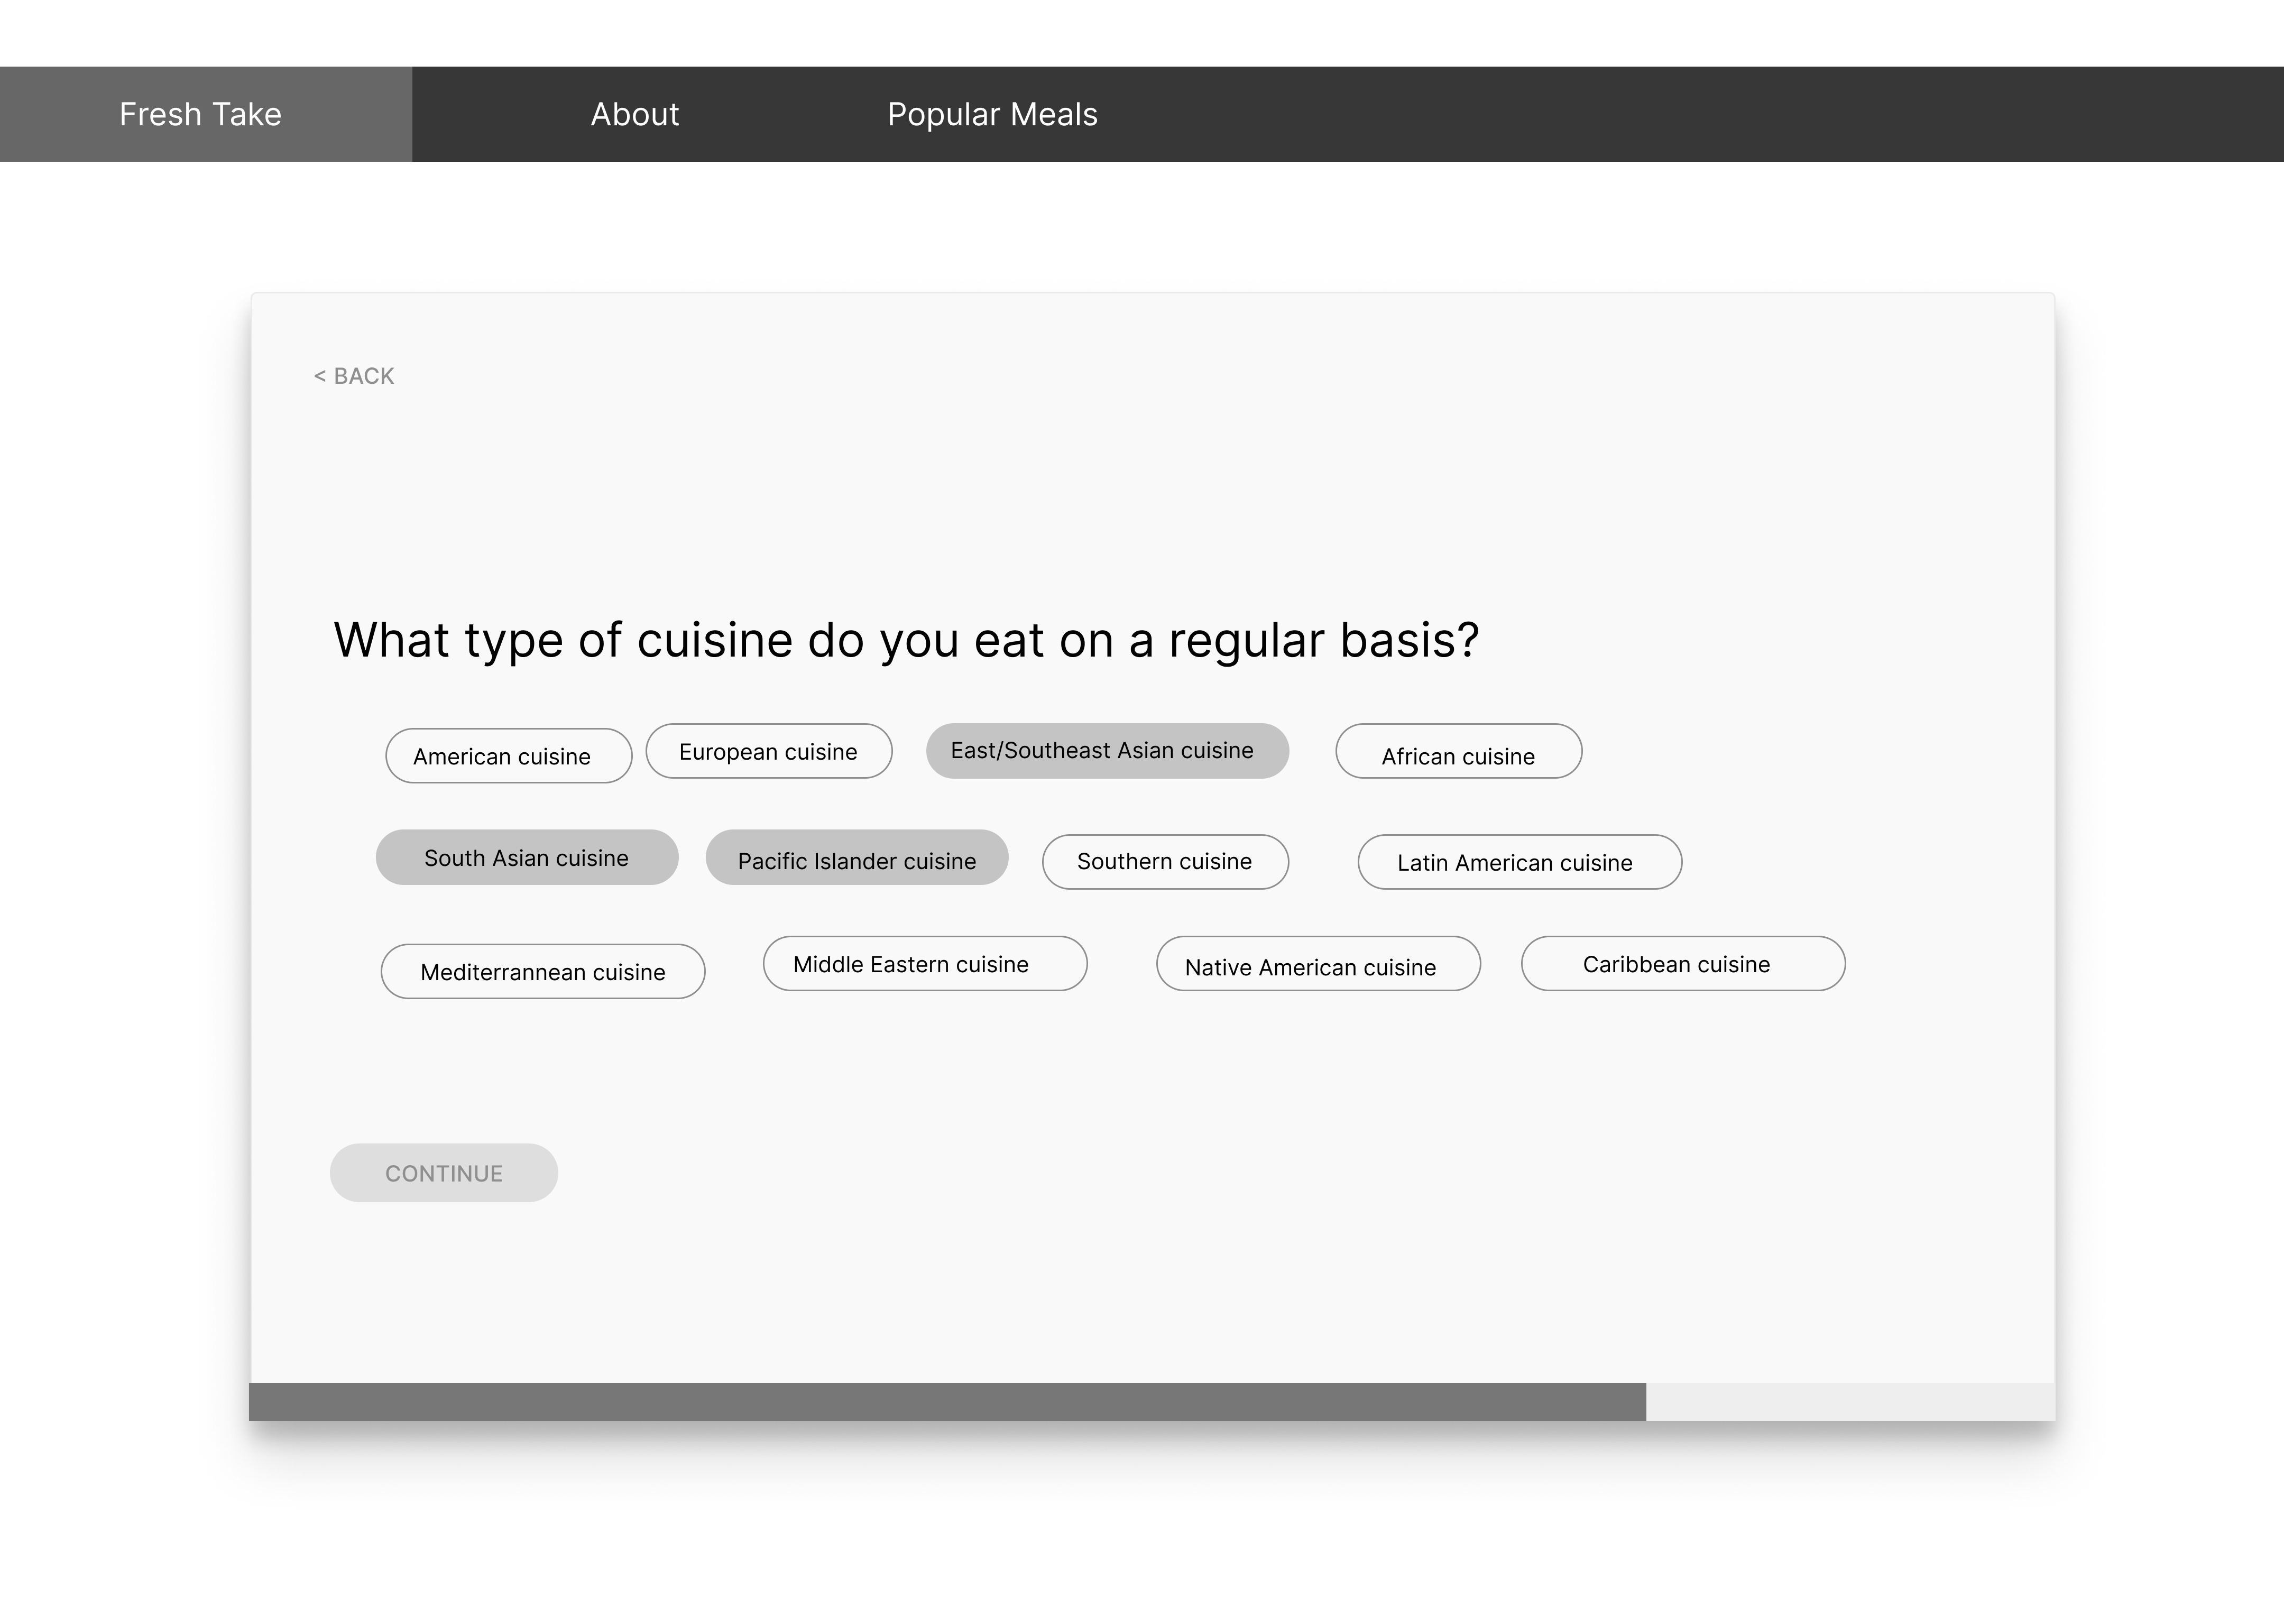 Fresh Take About Popular Meals
< BACK
What type of cuisine do you eat on a regular basis?
American cuisine European cuisine East/Southeast Asian cuisine African cuisine
South Asian cuisine Pacific Islander cuisine Southern cuisine Latin American cuisine
Mediterrannean cuisine Middle Eastern cuisine Native American cuisine Caribbean cuisine
CONTINUE